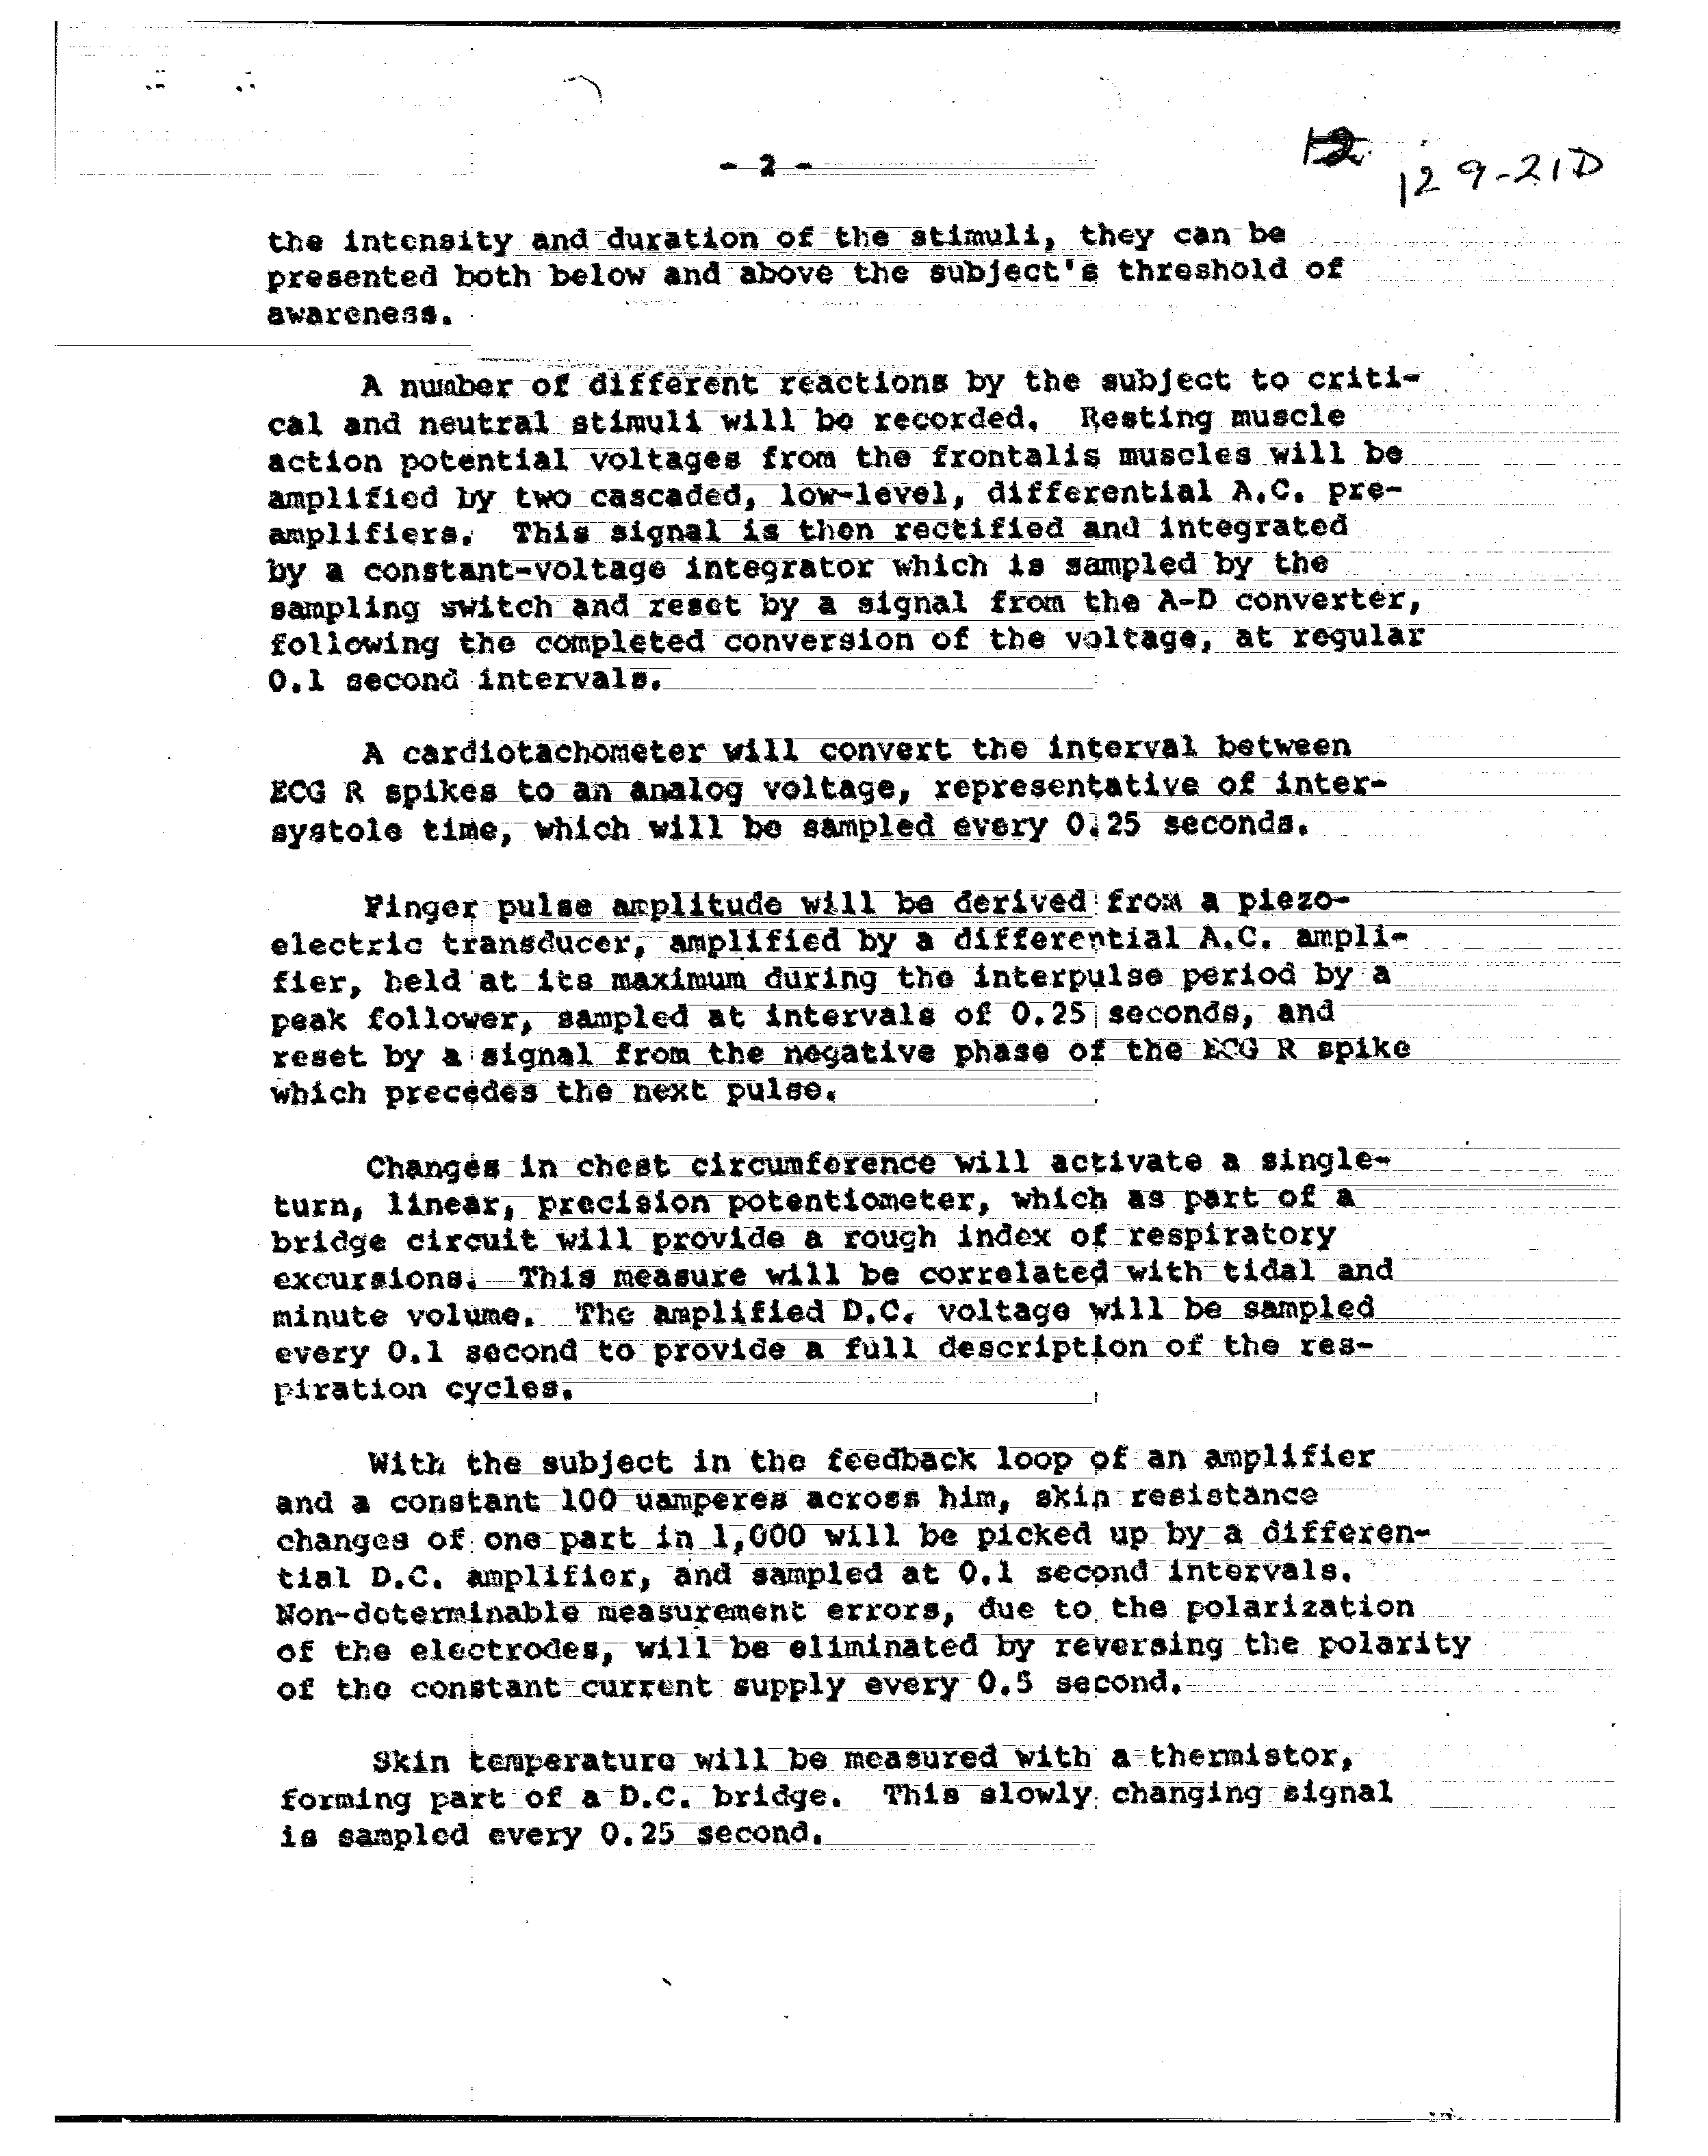 - 2 -
129-21D
the intensity and duration of the stimuli, they can be
presented both below and above the subject's threshold of
awareness.
A number of different reactions by the subject to criti-
cal and neutral stimuli will be recorded. Resting muscle
action potential voltages from the frontalis muscles will be
amplified by two cascaded, low-level, differential A.C. pre-
amplifiers. This signal is then rectified and integrated
by a constant-voltage integrator which is sampled by the
sampling switch and reset by a signal from the A-D converter,
following the completed conversion of the voltage, at regular
0.1 second intervals.
A cardiotachometer will convert the interval between
ECG R spikes to an analog voltage, representative of inter-
systole time, which will be sampled every 0.25 seconds.
Finger pulse amplitude will be derived from a piezo-
electric transducer, amplified by a differential A.C. ampli-
fier, held at its maximum during the interpulse period by a
peak follower, sampled at intervals of 0.25 seconds, and
reset by a signal from the negative phase of the ECG R spike
which precedes the next pulse.
Changes in chest circumference will activate a single-
turn, linear, precision potentiometer, which as part of a
bridge circuit will provide a rough index of respiratory
excursions. This measure will be correlated with tidal and
minute volume. The amplified D.C. voltage will be sampled
every 0.1 second to provide a full description of the res-
piration cycles.
With the subject in the feedback loop of an amplifier
and a constant 100 uamperes across him, skin resistance
changes of one part in 1,000 will be picked up by a differen-
tial D.C. amplifier, and sampled at 0.1 second intervals.
Non-determinable measurement errors, due to the polarization
of the electrodes, will be eliminated by reversing the polarity
of the constant current supply every 0.5 second.
Skin temperature will be measured with a thermistor,
forming part of a D.C. bridge. This slowly changing signal
is sampled every 0.25 second.